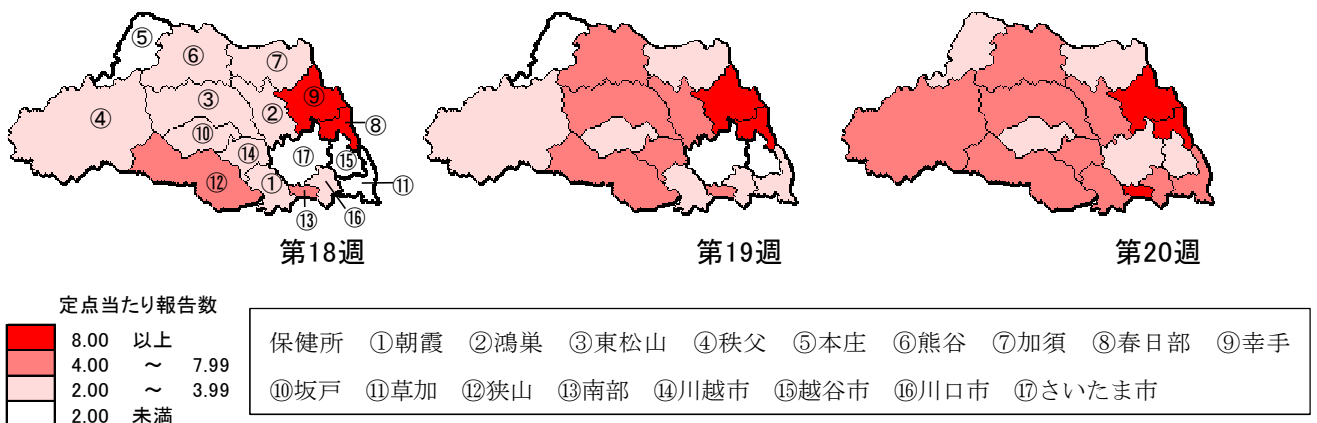 ⑤
⑥
⑦
③
⑨
④
②
⑧
⑩
⑭
⑰
⑮
⑫
①
⑪
⑬
⑯
第18週
第19週
第20週
定点当たり報告数
8.00 以上
4.00 ～ 7.99
2.00 ～ 3.99
2.00 未満
保健所 ①朝霞 ②鴻巣 ③東松山 ④秩父 ⑤本庄 ⑥熊谷 ⑦加須 ⑧春日部 ⑨幸手
⑩坂戸 ⑪草加 ⑫狭山 ⑬南部 ⑭川越市 ⑮越谷市 ⑯川口市 ⑰さいたま市